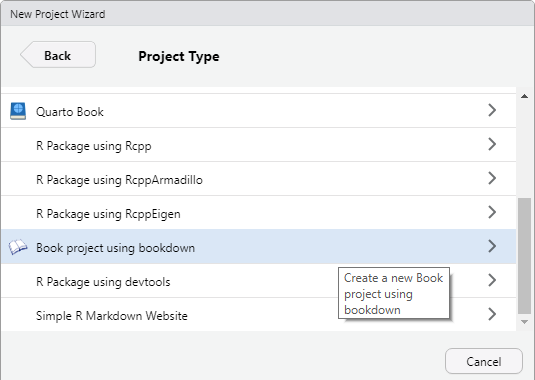 New Project Wizard
Back
Project Type
Quarto Book
R Package using Rcpp
R Package using RcppArmadillo
R Package using RcppEigen
Book project using bookdown
R Package using devtools
Create a new Book
project using
bookdown
Simple R Markdown Website
Cancel